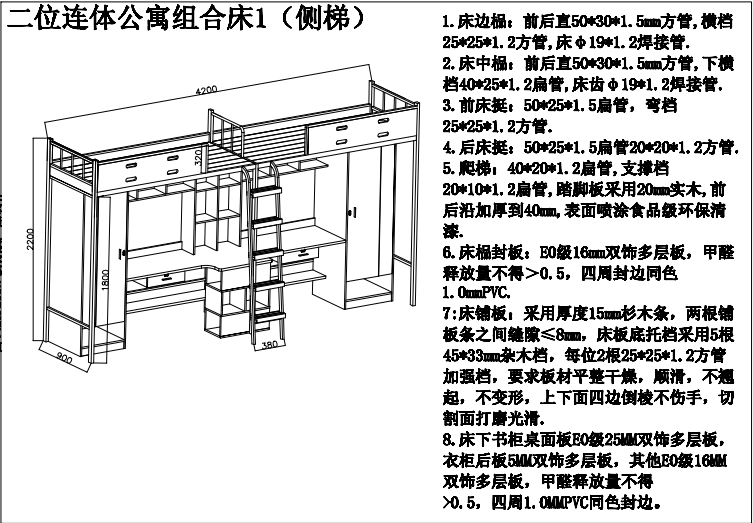 二位连体公寓组合床1（侧梯）
4200
320
2200
1800
900
380
1.床边榀：前后直50*30*1.5mm方管,横档
25*25*1.2方管,床φ19*1.2焊接管.
2.床中榀：前后直50*30*1.5mm方管,下横
档40*25*1.2扁管,床齿φ19*1.2焊接管.
3.前床挺：50*25*1.5扁管，弯档
25*25*1.2方管.
4.后床挺：50*25*1.5扁管20*20*1.2方管.
5.爬梯：40*20*1.2扁管,支撑档
20*10*1.2扁管,踏脚板采用20mm实木,前
后沿加厚到40mm,表面喷涂食品级环保清
漆.
6.床榀封板：E0级16mm双饰多层板，甲醛
释放量不得＞0.5，四周封边同色
1.0mmPVC.
7:床铺板：采用厚度15mm杉木条，两根铺
板条之间缝隙≤8mm，床板底托档采用5根
45*33mm杂木档，每位2根25*25*1.2方管
加强档，要求板材平整干燥，顺滑，不翘
起，不变形，上下面四边倒棱不伤手，切
割面打磨光滑.
8.床下书柜桌面板E0级25MM双饰多层板，
衣柜后板5MM双饰多层板，其他E0级16MM
双饰多层板，甲醛释放量不得
>0.5，四周1.0MMPVC同色封边。